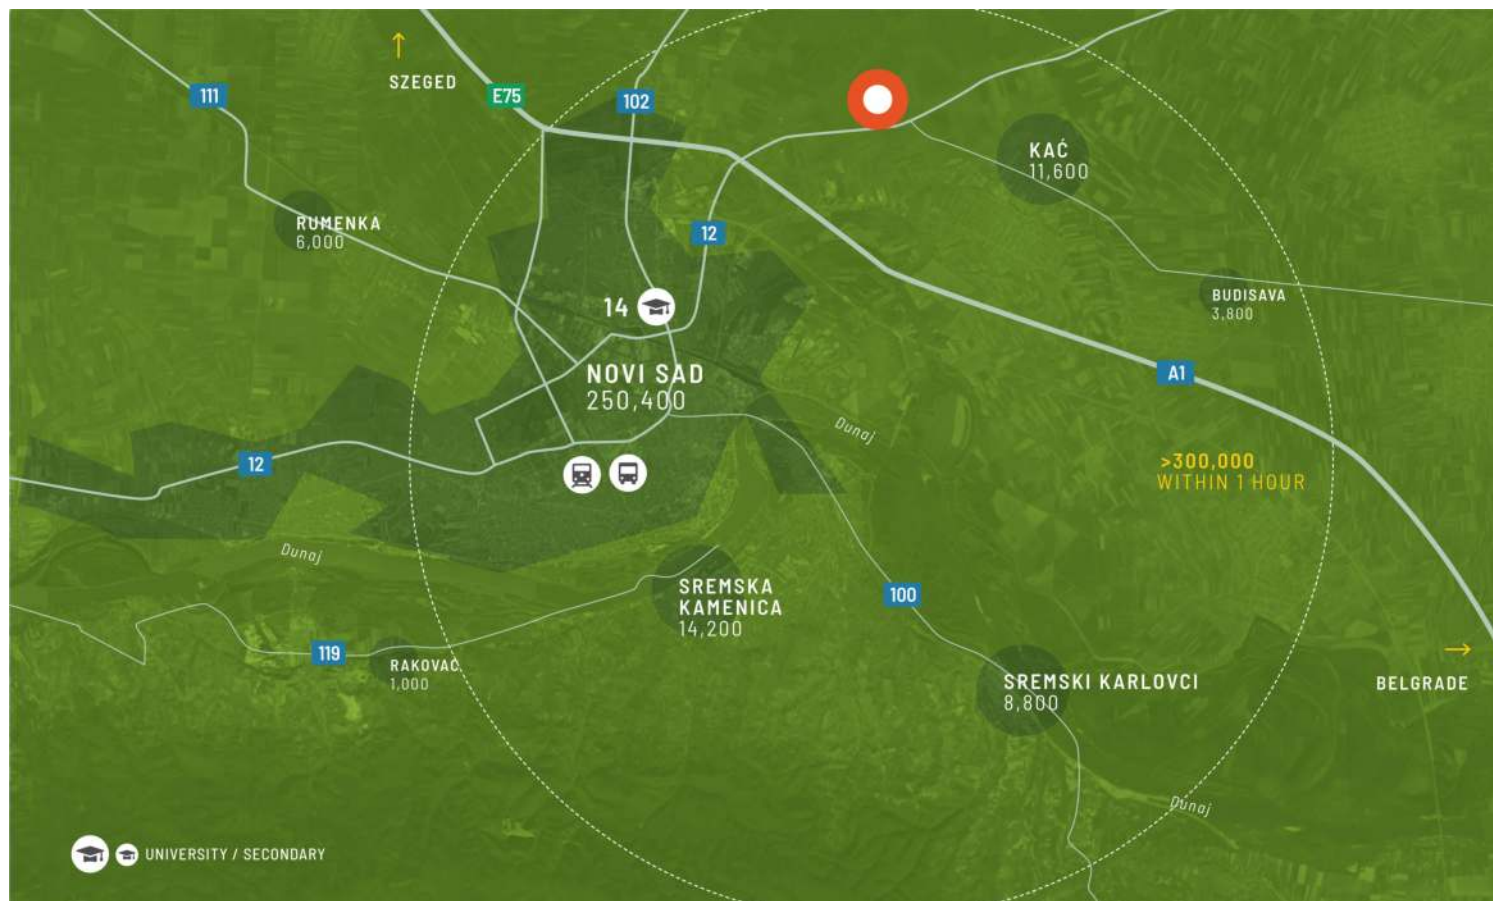 SZEGED
111
E75
102
KAĆ
11,600
RUMENKA
6,000
12
BUDISAVA
3,800
14
NOVI SAD
250,400
A1
Dunaj
12
>300,000
WITHIN 1 HOUR
Dunaj
SREMSKA
KAMENICA
14,200
100
119
RAKOVAC
1,000
SREMSKI KARLOVCI
8,800
BELGRADE
Dunaj
UNIVERSITY / SECONDARY